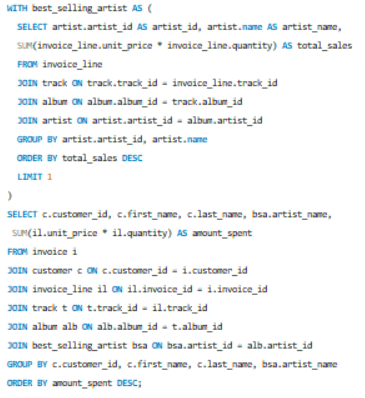 WITH best_selling_artist AS (
SELECT artist.artist_id AS artist_id, artist.name AS artist_name,
SUM(invoice_line.unit_price * invoice_line.quantity) AS total_sales
FROM invoice_line
JOIN track ON track.track_id = invoice_line.track_id
JOIN album ON album.album_id = track.album_id
JOIN artist ON artist.artist_id = album.artist_id
GROUP BY artist.artist_id, artist.name
ORDER BY total_sales DESC
LIMIT 1
)
SELECT c.customer_id, c.first_name, c.last_name, bsa.artist_name,
SUM(il.unit_price * il.quantity) AS amount_spent
FROM invoice i
JOIN customer c ON c.customer_id = i.customer_id
JOIN invoice_line il ON il.invoice_id = i.invoice_id
JOIN track t ON t.track_id = il.track_id
JOIN album alb ON alb.album_id = t.album_id
JOIN best_selling_artist bsa ON bsa.artist_id = alb.artist_id
GROUP BY c.customer_id, c.first_name, c.last_name, bsa.artist_name
ORDER BY amount_spent DESC;